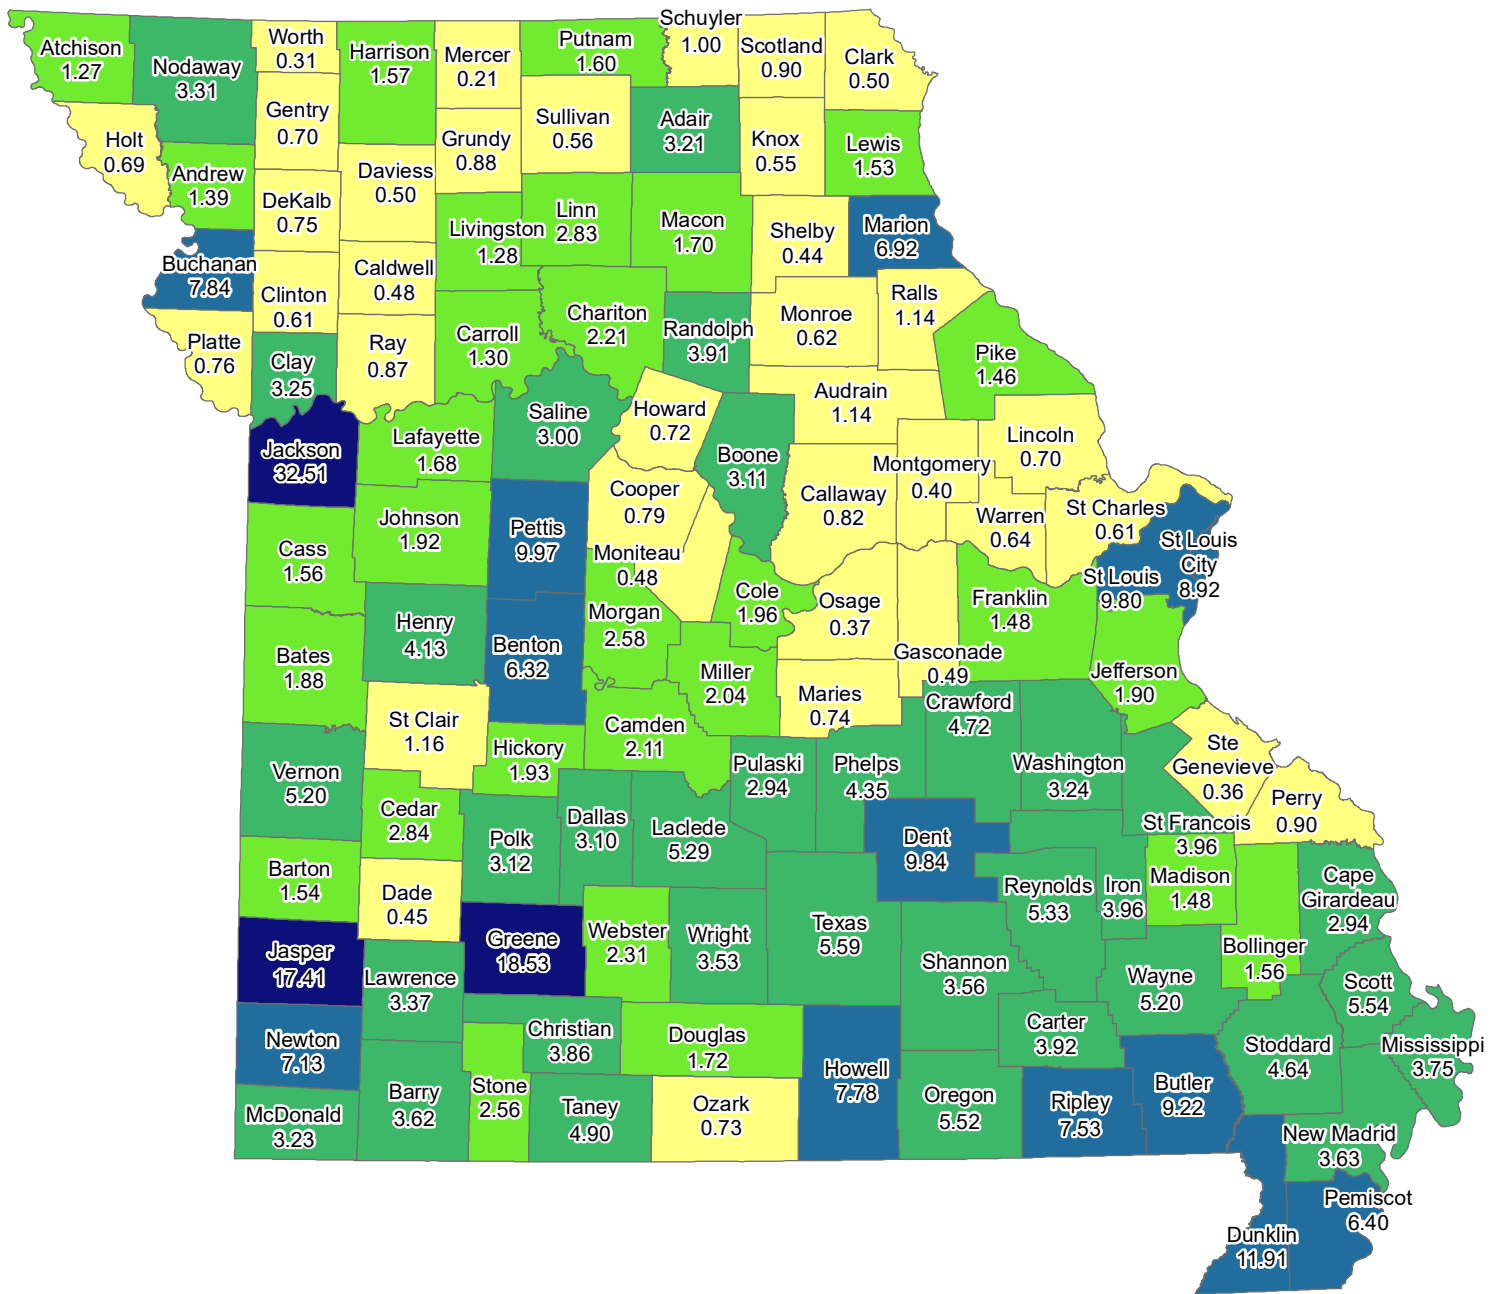 Atchison
1.27
Nodaway
3.31
Worth
0.31
Harrison
1.57
Mercer
0.21
Putnam
1.60
Schuyler
1.00
Scotland
0.90
Clark
0.50
Holt
0.69
Andrew
1.39
Gentry
0.70
DeKalb
0.75
Daviess
0.50
Grundy
0.88
Sullivan
0.56
Adair
3.21
Knox
0.55
Lewis
1.53
Buchanan
7.84
Clinton
0.61
Caldwell
0.48
Livingston
1.28
Linn
2.83
Macon
1.70
Shelby
0.44
Marion
6.92
Platte
0.76
Clay
3.25
Ray
0.87
Carroll
1.30
Chariton
2.21
Randolph
3.91
Monroe
0.62
Ralls
1.14
Pike
1.46
Jackson
32.51
Lafayette
1.68
Saline
3.00
Howard
0.72
Boone
3.11
Audrain
1.14
Montgomery
0.40
Lincoln
0.70
Cass
1.56
Johnson
1.92
Pettis
9.97
Cooper
0.79
Moniteau
0.48
Callaway
0.82
Warren
0.64
St Charles
0.61
St Louis
City
8.92
St Louis
9.80
Bates
1.88
Henry
4.13
Benton
6.32
Morgan
2.58
Cole
1.96
Osage
0.37
Gasconade
0.49
Franklin
1.48
Jefferson
1.90
Miller
2.04
Maries
0.74
St Clair
1.16
Hickory
1.93
Camden
2.11
Crawford
4.72
Washington
3.24
Ste
Genevieve
0.36
Perry
0.90
Vernon
5.20
Cedar
2.84
Polk
3.12
Dallas
3.10
Laclede
5.29
Pulaski
2.94
Phelps
4.35
Dent
9.84
St Francois
3.96
Barton
1.54
Dade
0.45
Reynolds
5.33
Iron
3.96
Madison
1.48
Cape
Girardeau
2.94
Jasper
17.41
Lawrence
3.37
Greene
18.53
Webster
2.31
Wright
3.53
Texas
5.59
Shannon
3.56
Wayne
5.20
Bollinger
1.56
Scott
5.54
Newton
7.13
Christian
3.86
Douglas
1.72
Howell
7.78
Carter
3.92
Stoddard
4.64
Mississippi
3.75
McDonald
3.23
Barry
3.62
Stone
2.56
Taney
4.90
Ozark
0.73
Oregon
5.52
Ripley
7.53
Butler
9.22
New Madrid
3.63
Pemiscot
6.40
Dunklin
11.91